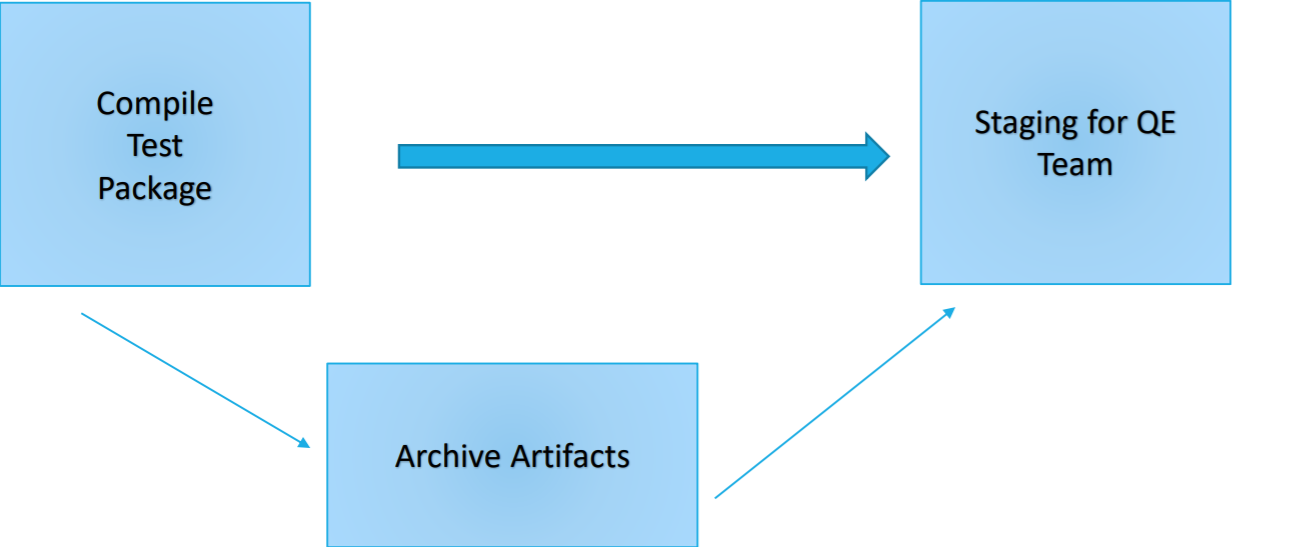 Compile
Test
Package
Staging for QE
Team
Archive Artifacts